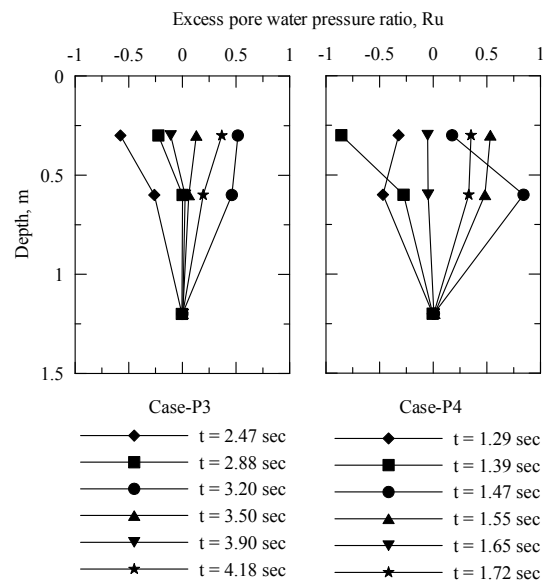 Excess pore water pressure ratio, Ru
-1 -0.5 0 0.5 1
-1 -0.5 0 0.5 1
0
0.5
1
1.5
Depth, m
Case-P3
t = 2.47 sec
t = 2.88 sec
t = 3.20 sec
t = 3.50 sec
t = 3.90 sec
t = 4.18 sec
Case-P4
t = 1.29 sec
t = 1.39 sec
t = 1.47 sec
t = 1.55 sec
t = 1.65 sec
t = 1.72 sec